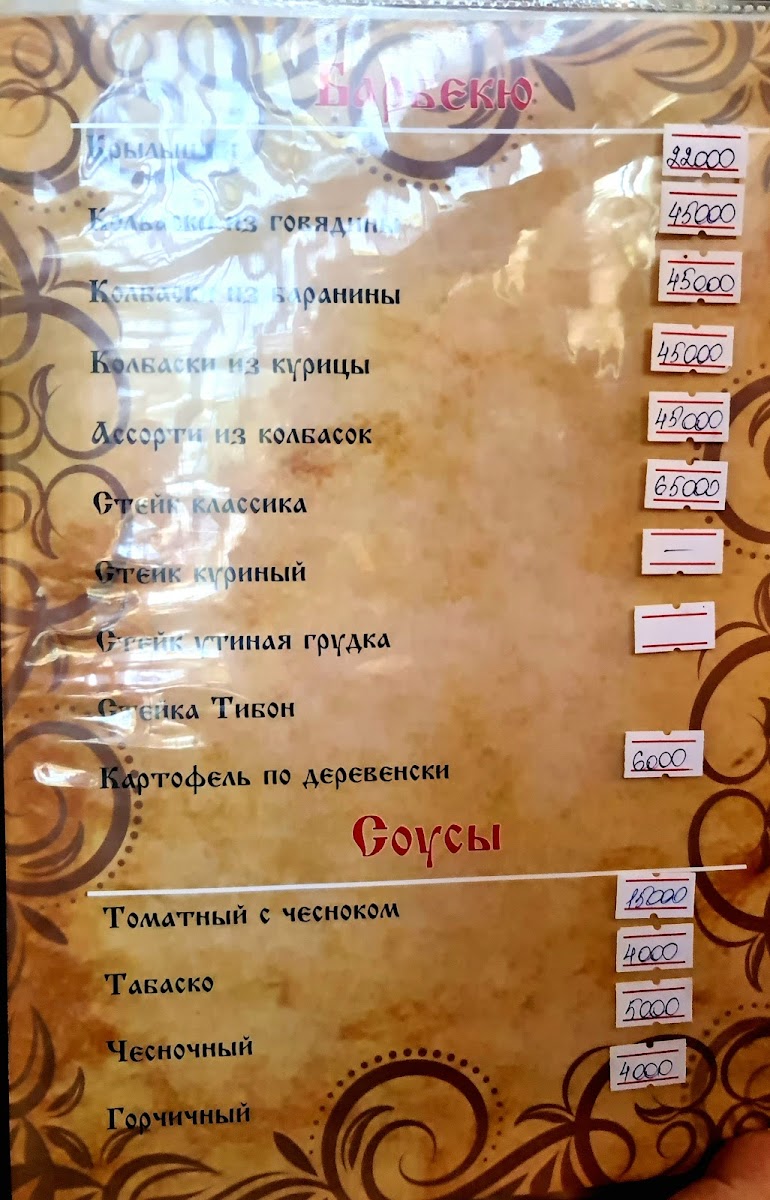 Барбекю
Крылышки 22000
Колбаски из говядины 45000
Колбаски из баранины 45000
Колбаски из курицы 45000
Ассорти из колбасок 45000
Стейк классика 65000
Стейк куриный —
Стейк утиная грудка
Стейка Тибон
Картофель по деревенски 6000
Соусы
Томатный с чесноком 15000
Табаско 4000
Чесночный 5000
Горчичный 4000